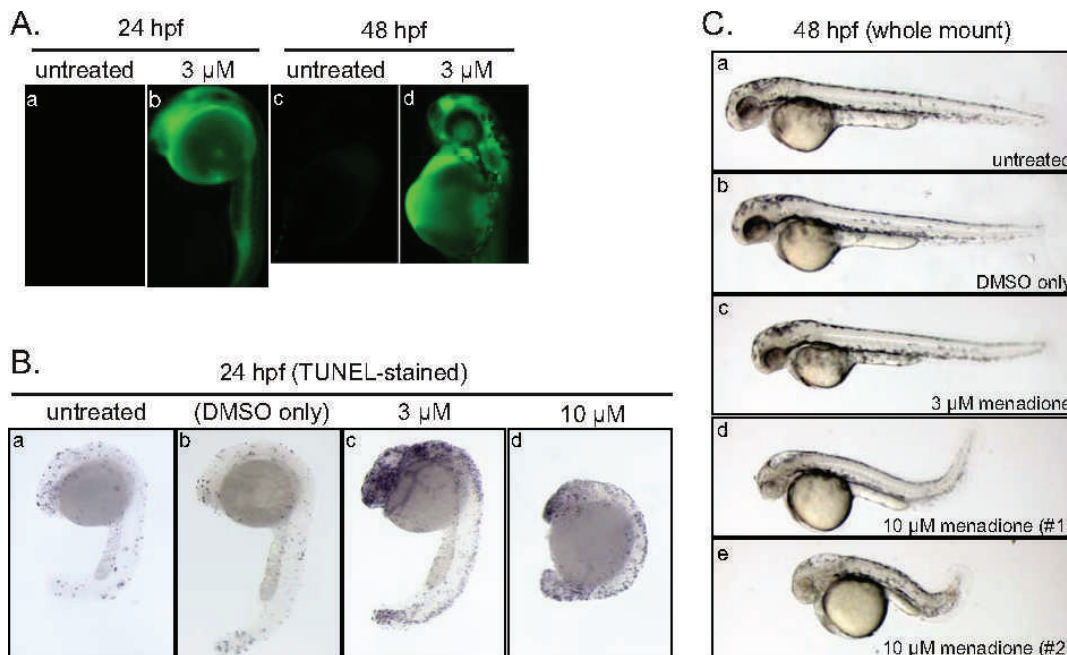 A.
24 hpf
48 hpf
untreated
3 µM
untreated
3 µM
a
b
c
d
B.
24 hpf (TUNEL-stained)
untreated
(DMSO only)
3 µM
10 µM
a
b
c
d
C.
48 hpf (whole mount)
a
untreated
b
DMSO only
c
3 µM menadione
d
10 µM menadione (#1
e
10 µM menadione (#2